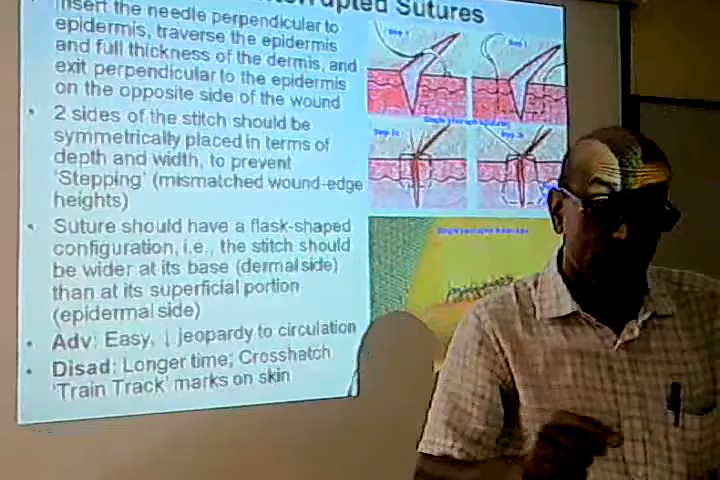 Interrupted Sutures
Insert the needle perpendicular to
epidermis, traverse the epidermis
and full thickness of the dermis, and
exit perpendicular to the epidermis
on the opposite side of the wound
• 2 sides of the stitch should be
symmetrically placed in terms of
depth and width, to prevent
'Stepping' (mismatched wound-edge
heights)
• Suture should have a flask-shaped
configuration, i.e., the stitch should
be wider at its base (dermal side)
than at its superficial portion
(epidermal side)
• Adv: Easy, ↓ jeopardy to circulation
• Disad: Longer time; Crosshatch
'Train Track' marks on skin
Step 1